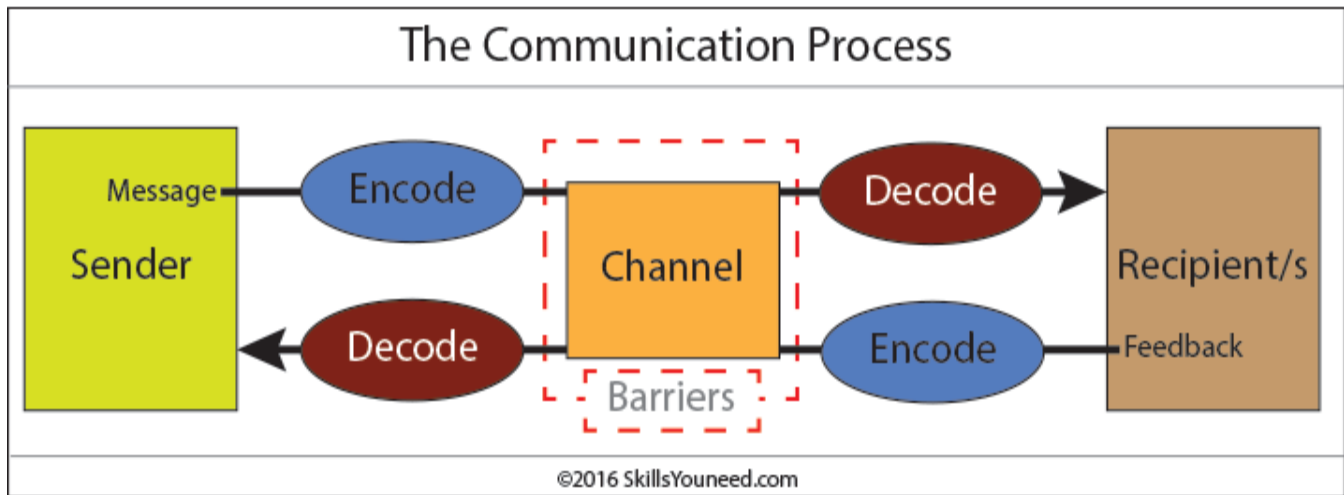 The Communication Process
Message
Encode
Decode
Sender
Channel
Recipient/s
Decode
Encode
Feedback
Barriers
©2016 SkillsYouneed.com